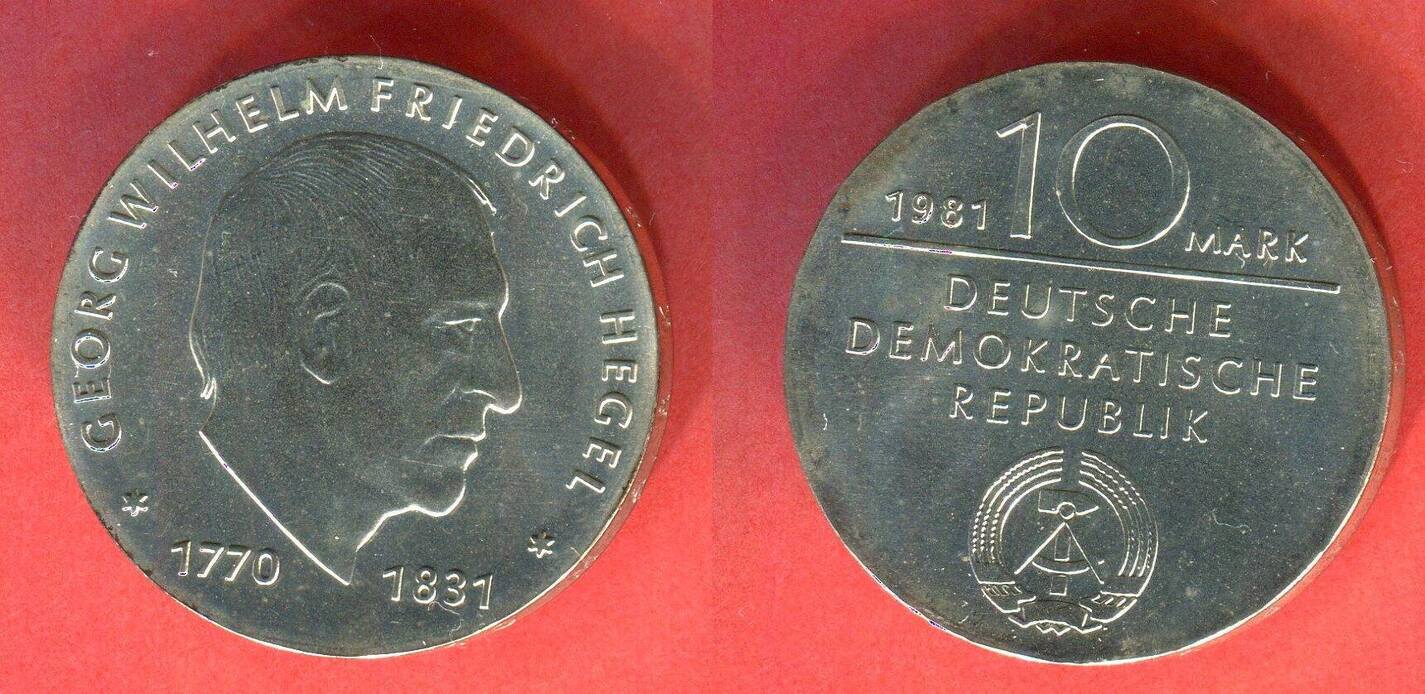 GEORG WILHELM FRIEDRICH HEGEL
* 1770 1831 *
10
1981 MARK
DEUTSCHE
DEMOKRATISCHE
REPUBLIK